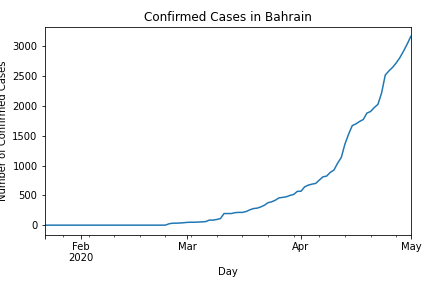 Confirmed Cases in Bahrain
Number of Confirmed Cases
3000
2500
2000
1500
1000
500
0
Feb
2020
Mar
Apr
May
Day